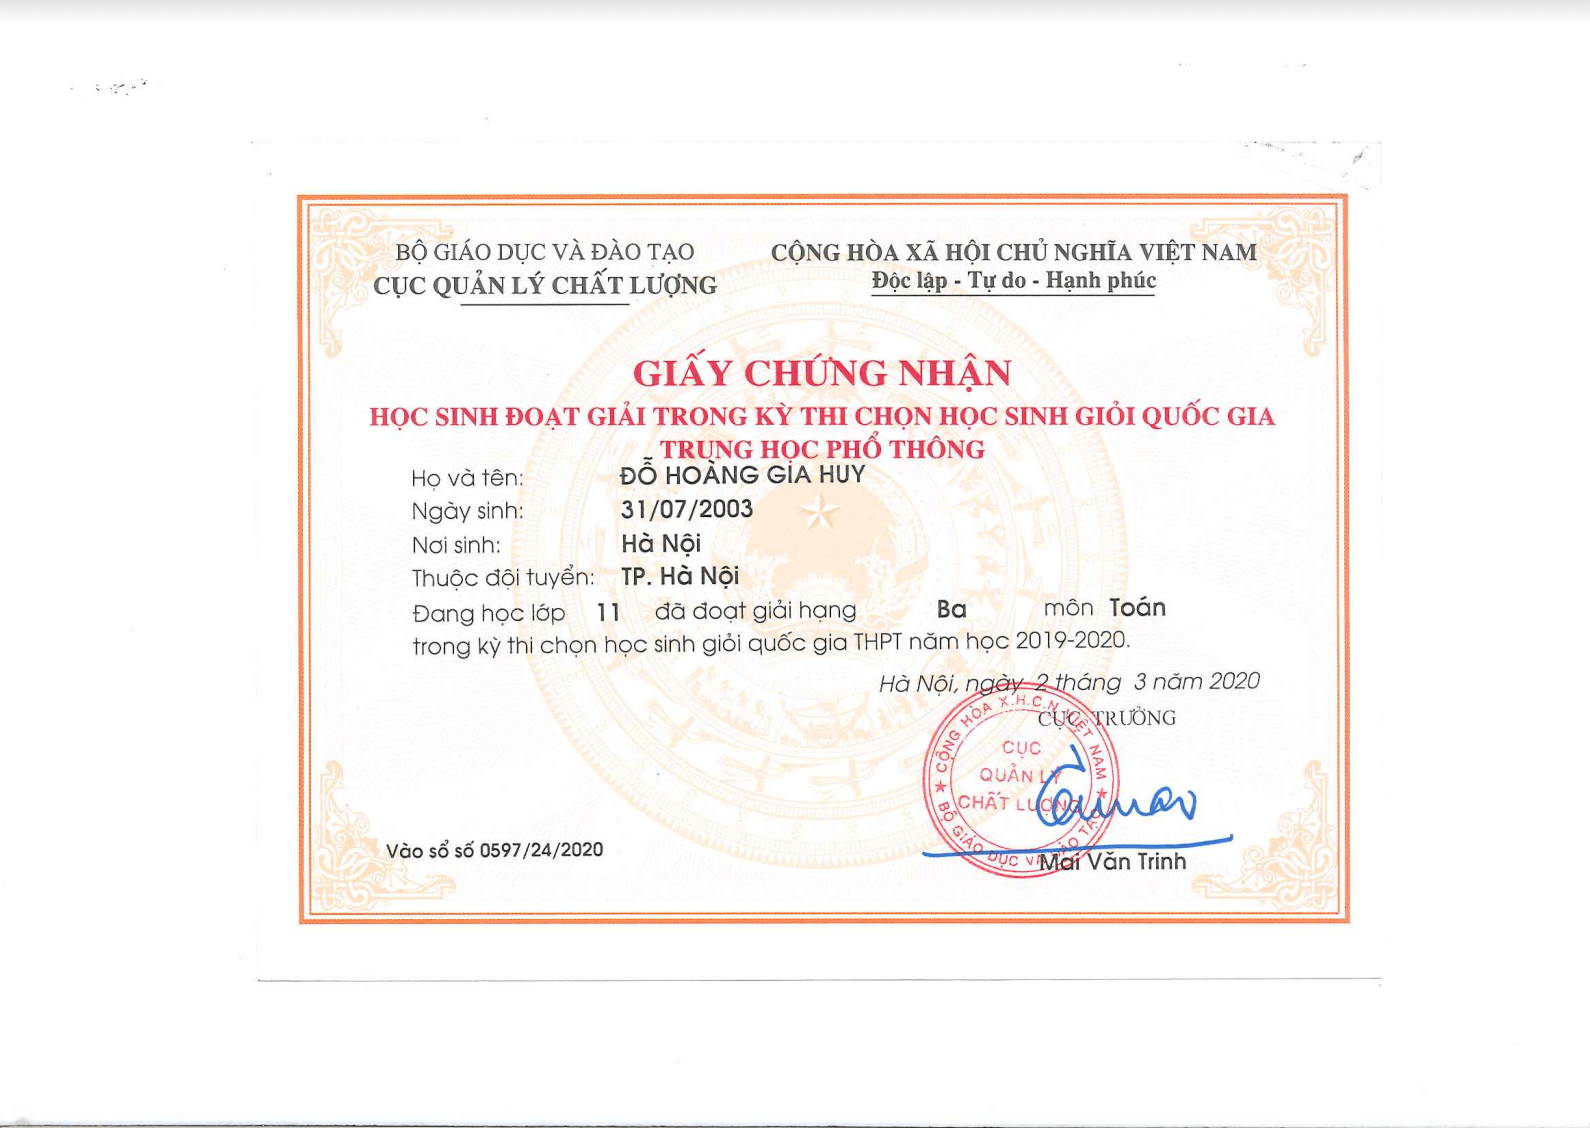 BỘ GIÁO DỤC VÀ ĐÀO TẠO
CỤC QUẢN LÝ CHẤT LƯỢNG
CỘNG HÒA XÃ HỘI CHỦ NGHĨA VIỆT NAM
Độc lập - Tự do - Hạnh phúc
GIẤY CHỨNG NHẬN
HỌC SINH ĐOẠT GIẢI TRONG KỲ THI CHỌN HỌC SINH GIỎI QUỐC GIA
TRUNG HỌC PHỔ THÔNG
Họ và tên: ĐỖ HOÀNG GIA HUY
Ngày sinh: 31/07/2003
Nơi sinh: Hà Nội
Thuộc đội tuyển: TP. Hà Nội
Đang học lớp 11 đã đoạt giải hạng Ba môn Toán
trong kỳ thi chọn học sinh giỏi quốc gia THPT năm học 2019-2020.
Hà Nội, ngày 2 tháng 3 năm 2020
CỤC TRƯỞNG
CỘNG HÒA X.H.C.N VIỆT NAM
CỤC
QUẢN LÝ
CHẤT LƯỢNG
BỘ GIÁO DỤC VÀ ĐÀO TẠO
Mai Văn Trinh
Vào sổ số 0597/24/2020